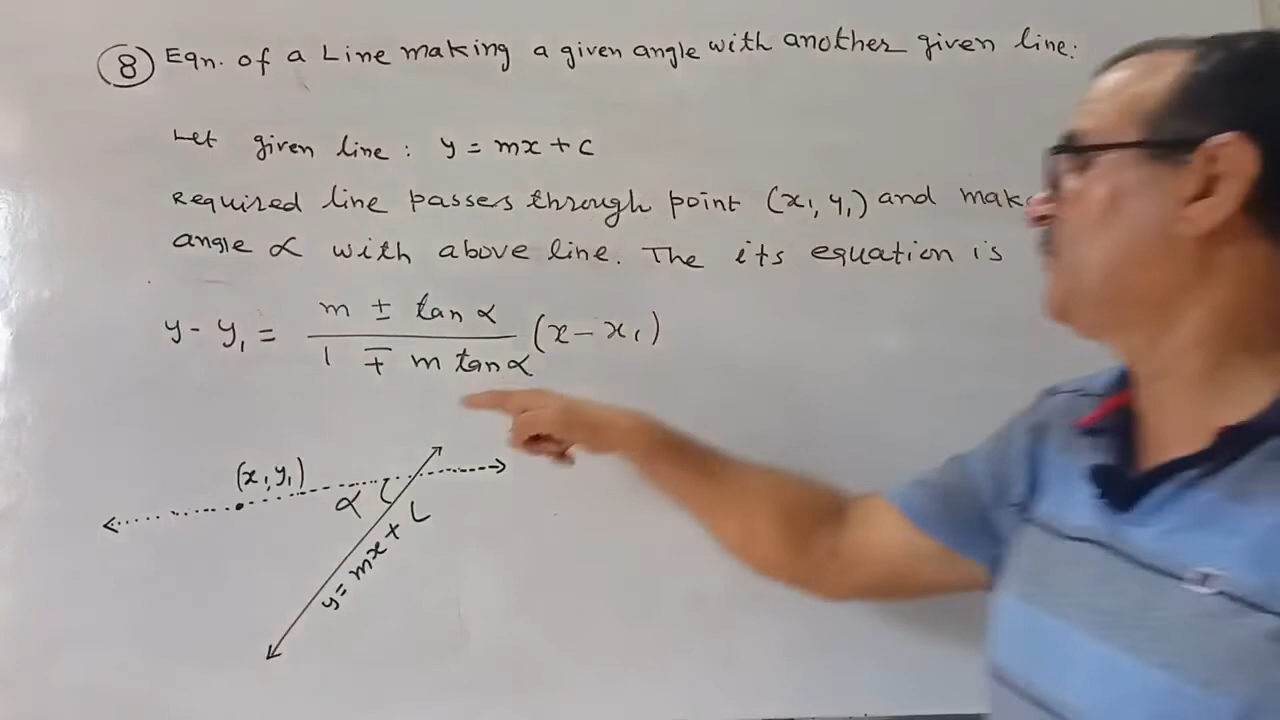 8 Eqn. of a Line making a given angle with another given line:
Let given line: y = mx + c
Required line passes through point (x₁, y₁) and mak
angle α with above line. The its equation is
y - y₁ = m ± tan α / 1 ∓ m tan α (x - x₁)
(x₁, y₁)
α
y = mx + c